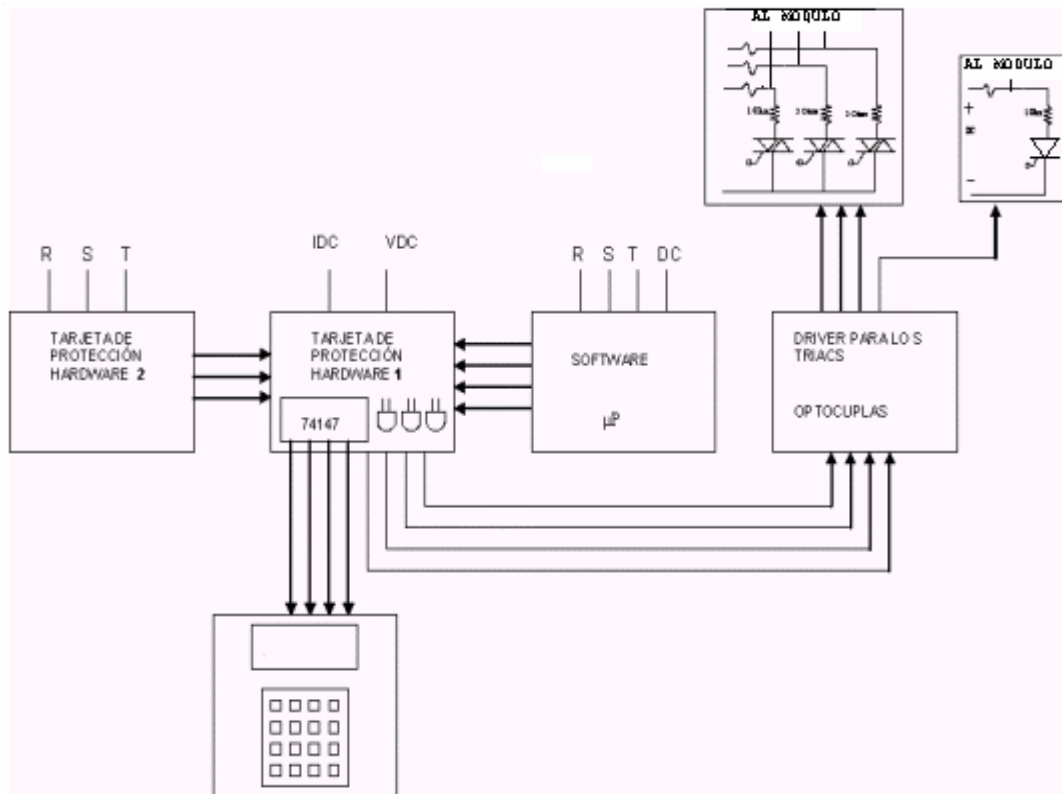 AL MODULO
AL MODULO
+
-
R S T
IDC VDC
R S T DC
TARJETA DE
PROTECCIÓN
HARDWARE 2
TARJETA DE
PROTECCIÓN
HARDWARE 1
74147
SOFTWARE
µP
DRIVER PARA LOS
TRIACS
OPTOCUPLAS